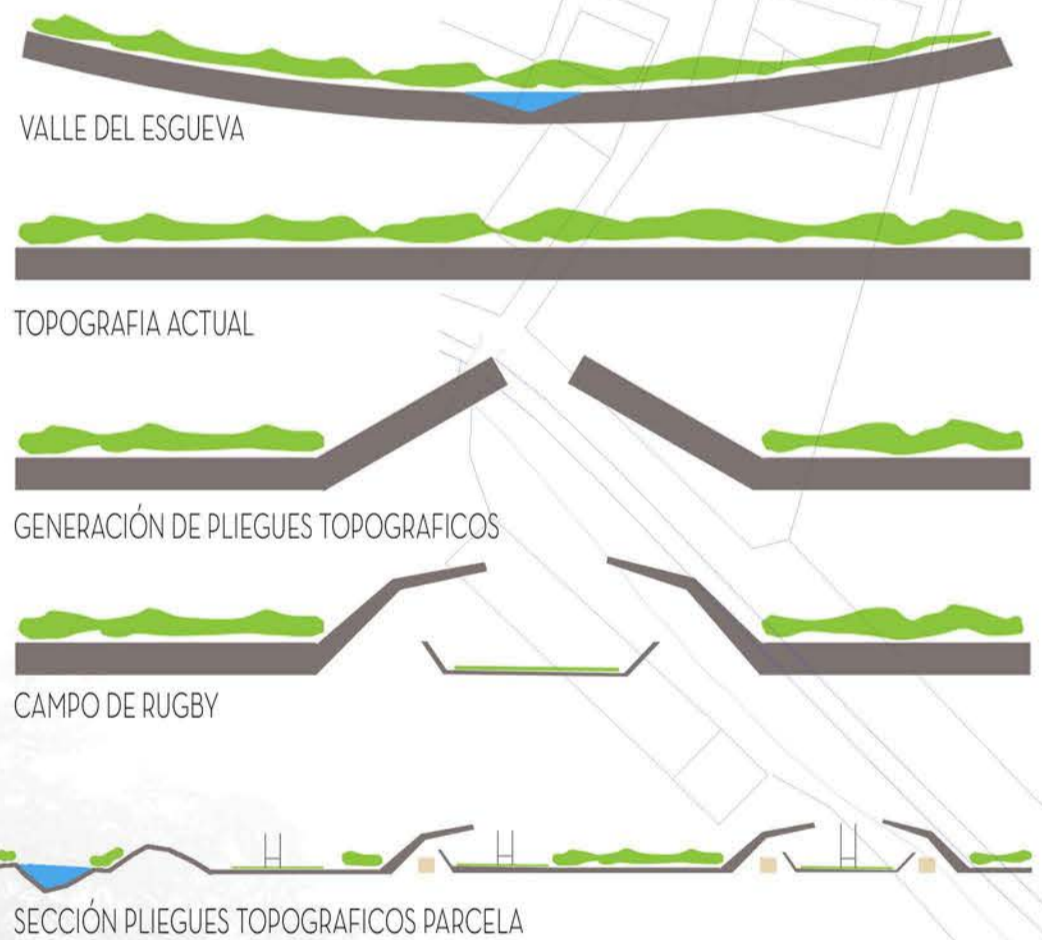 VALLE DEL ESGUEVA
TOPOGRAFIA ACTUAL
GENERACIÓN DE PLIEGUES TOPOGRAFICOS
CAMPO DE RUGBY
SECCIÓN PLIEGUES TOPOGRAFICOS PARCELA